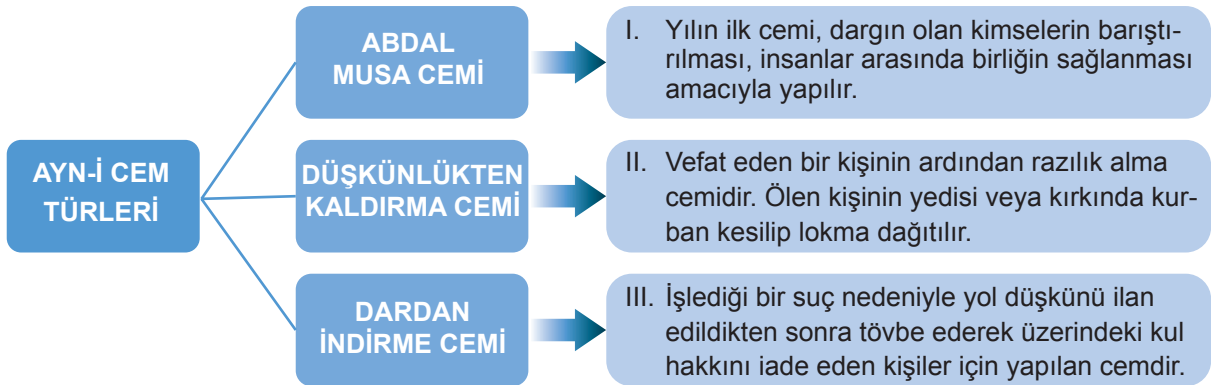 AYN-İ CEM
TÜRLERİ
ABDAL
MUSA CEMİ
I. Yılın ilk cemi, dargın olan kimselerin barıştı-
rılması, insanlar arasında birliğin sağlanması
amacıyla yapılır.
DÜŞKÜNLÜKTEN
KALDIRMA CEMİ
II. Vefat eden bir kişinin ardından razılık alma
cemidir. Ölen kişinin yedisi veya kırkında kur-
ban kesilip lokma dağıtılır.
DARDAN
İNDİRME CEMİ
III. İşlediği bir suç nedeniyle yol düşkünü ilan
edildikten sonra tövbe ederek üzerindeki kul
hakkını iade eden kişiler için yapılan cemdir.